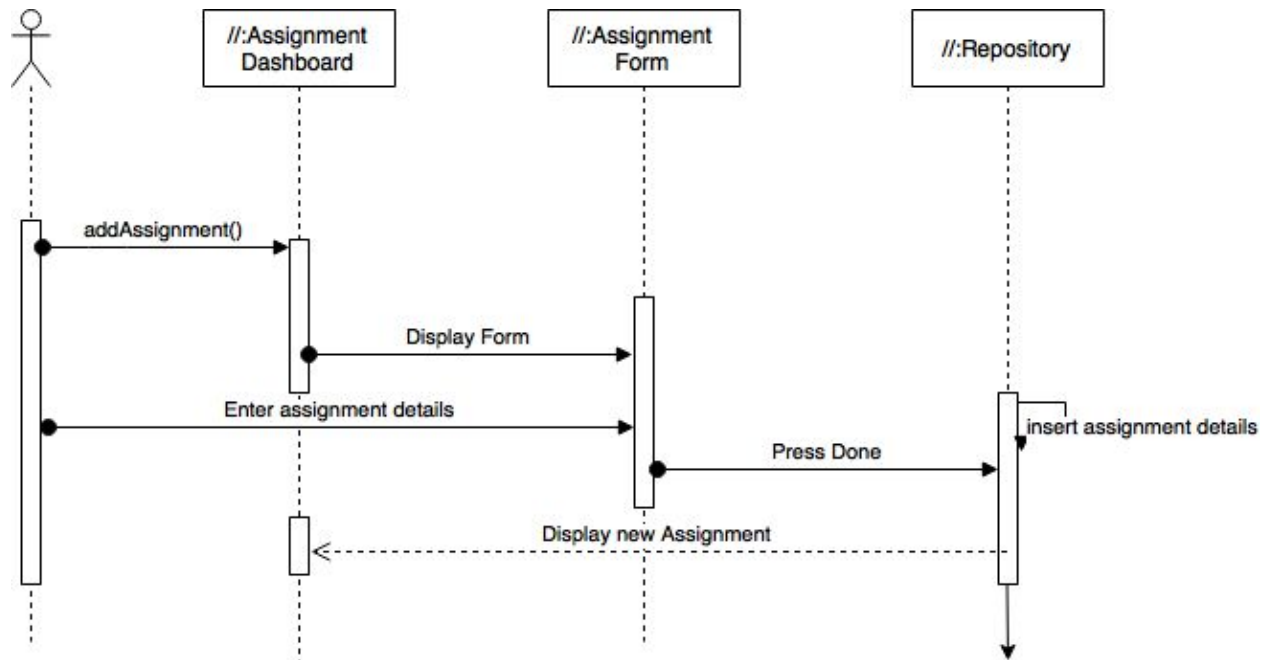 //:Assignment
Dashboard
//:Assignment
Form
//:Repository
addAssignment()
Display Form
Enter assignment details
insert assignment details
Press Done
Display new Assignment